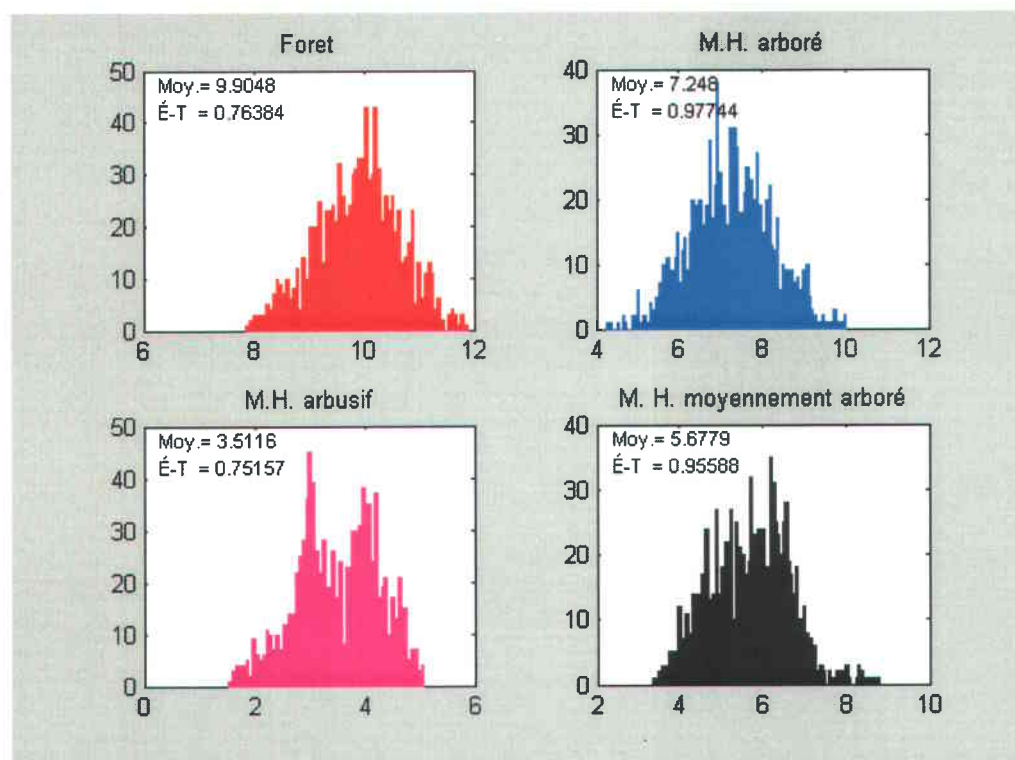 Foret
50
40
30
20
10
0
Moy.= 9.9048
É-T = 0.76384
6 8 10 12
M.H. arboré
40
30
20
10
0
Moy.= 7.248
É-T = 0.97744
4 6 8 10 12
M.H. arbusif
50
40
30
20
10
0
Moy.= 3.5116
É-T = 0.75157
0 2 4 6
M. H. moyennement arboré
40
30
20
10
0
Moy.= 5.6779
É-T = 0.95588
2 4 6 8 10